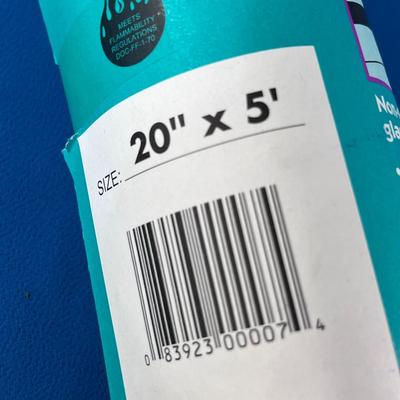 MEETS
FLAMMABILITY
REGULATIONS
DOC-FF-1-70
SIZE: 20" x 5'
0 83923 00007 4